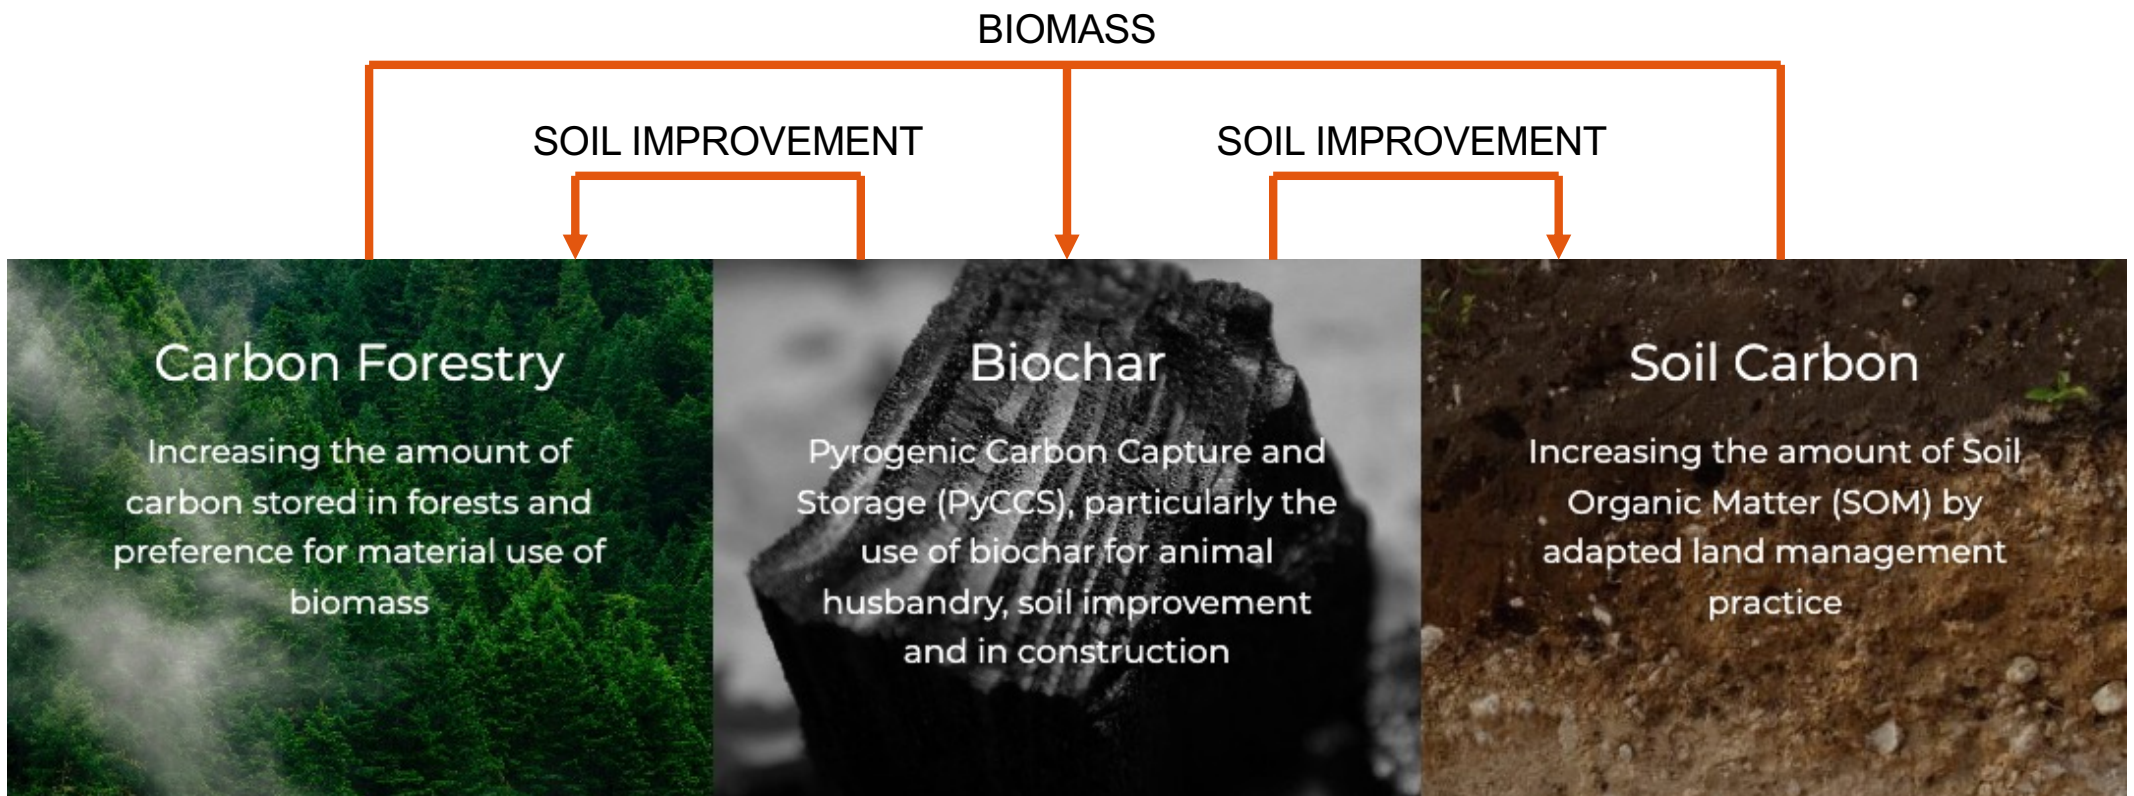 BIOMASS
SOIL IMPROVEMENT
SOIL IMPROVEMENT
Carbon Forestry
Increasing the amount of
carbon stored in forests and
preference for material use of
biomass
Biochar
Pyrogenic Carbon Capture and
Storage (PyCCS), particularly the
use of biochar for animal
husbandry, soil improvement
and in construction
Soil Carbon
Increasing the amount of Soil
Organic Matter (SOM) by
adapted land management
practice